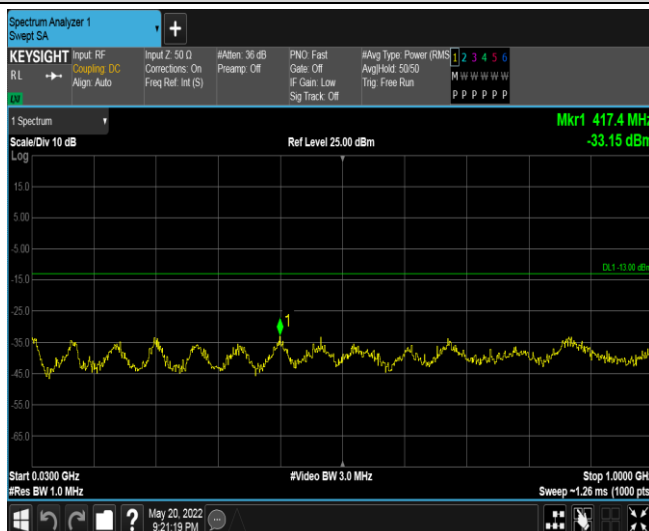 Spectrum Analyzer 1
Swept SA
+
KEYSIGHT
RL
Input: RF
Coupling: DC
Align: Auto
Input Z: 50 Ω
Corrections: On
Freq Ref: Int (S)
#Atten: 36 dB
Preamp: Off
PNO: Fast
Gate: Off
IF Gain: Low
Sig Track: Off
#Avg Type: Power (RMS
Avg|Hold: 50/50
Trig: Free Run
1 2 3 4 5 6
M W W W W W
P P P P P P
1 Spectrum
Scale/Div 10 dB
Ref Level 25.00 dBm
Mkr1 417.4 MHz
-33.15 dBm
Log
15.0
5.00
-5.00
DL1 -13.00 dBm
-15.0
-25.0
1
-35.0
-45.0
-55.0
-65.0
Start 0.0300 GHz
#Video BW 3.0 MHz
Stop 1.0000 GH
#Res BW 1.0 MHz
Sweep ~1.26 ms (1000 pts
?
May 20, 2022
9:21:19 PM